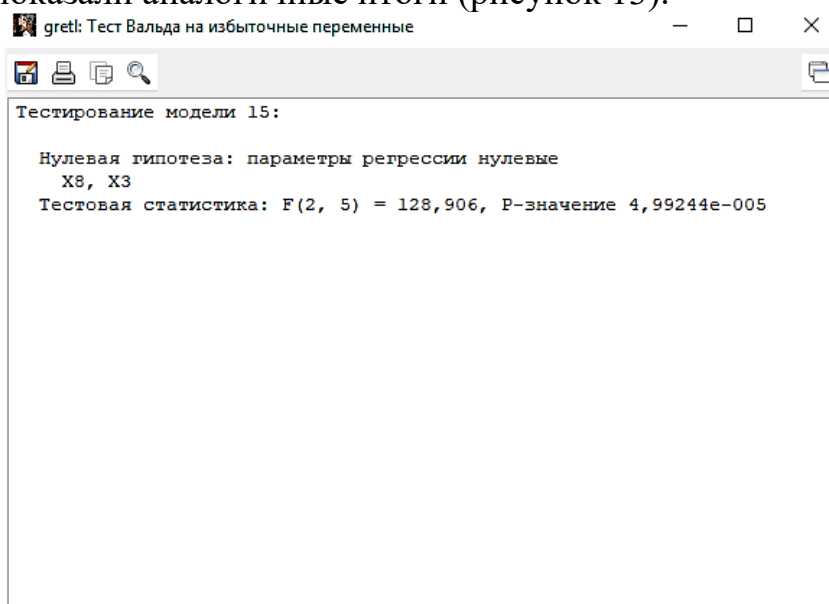 показали аналогичные итоги (рисунок 15).
gretl: Тест Вальда на избыточные переменные
Тестирование модели 15:
Нулевая гипотеза: параметры регрессии нулевые
X8, X3
Тестовая статистика: F(2, 5) = 128,906, P-значение 4,99244e-005